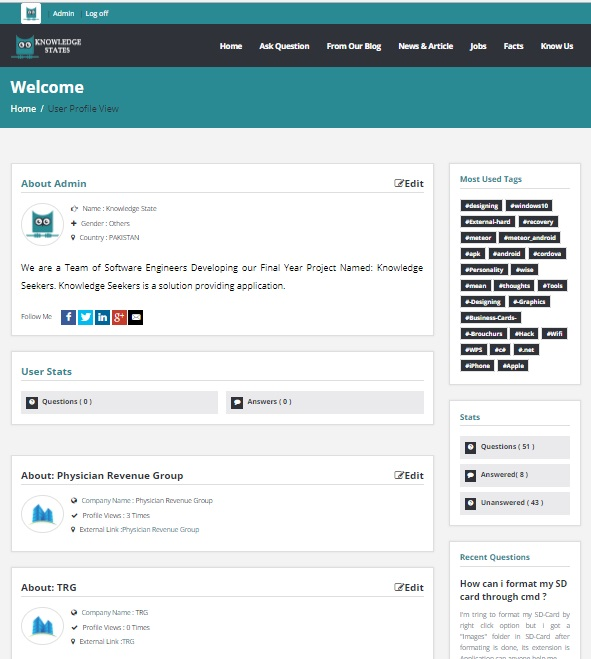 Admin Log off
KNOWLEDGE
STATES
Home Ask Question From Our Blog News & Article Jobs Facts Know Us
Welcome
Home / User Profile View
About Admin
Edit
Name : Knowledge State
Gender : Others
Country : PAKISTAN
We are a Team of Software Engineers Developing our Final Year Project Named: Knowledge
Seekers. Knowledge Seekers is a solution providing application.
Follow Me
User Stats
Questions ( 0 ) Answers ( 0 )
About: Physician Revenue Group
Edit
Company Name : Physician Revenue Group
Profile Views : 3 Times
External Link :Physician Revenue Group
About: TRG
Edit
Company Name : TRG
Profile Views : 0 Times
External Link :TRG
Most Used Tags
#designing #windows10
#External-hard #recovery
#meteor #meteor_android
#apk #android #cordova
#Personality #wise
#mean #thoughts #Tools
#-Designing #-Graphics
#Business-Cards-
#-Brouchurs #Hack #Wifi
#WPS #c# #.net
#iPhone #Apple
Stats
Questions ( 51 )
Answered( 8 )
Unanswered ( 43 )
Recent Questions
How can i format my SD
card through cmd ?
I'm tring to format my SD-Card by
right click option but i got a
"Images" folder in SD-Card after
formating is done, its extension is
Application can anyone help me